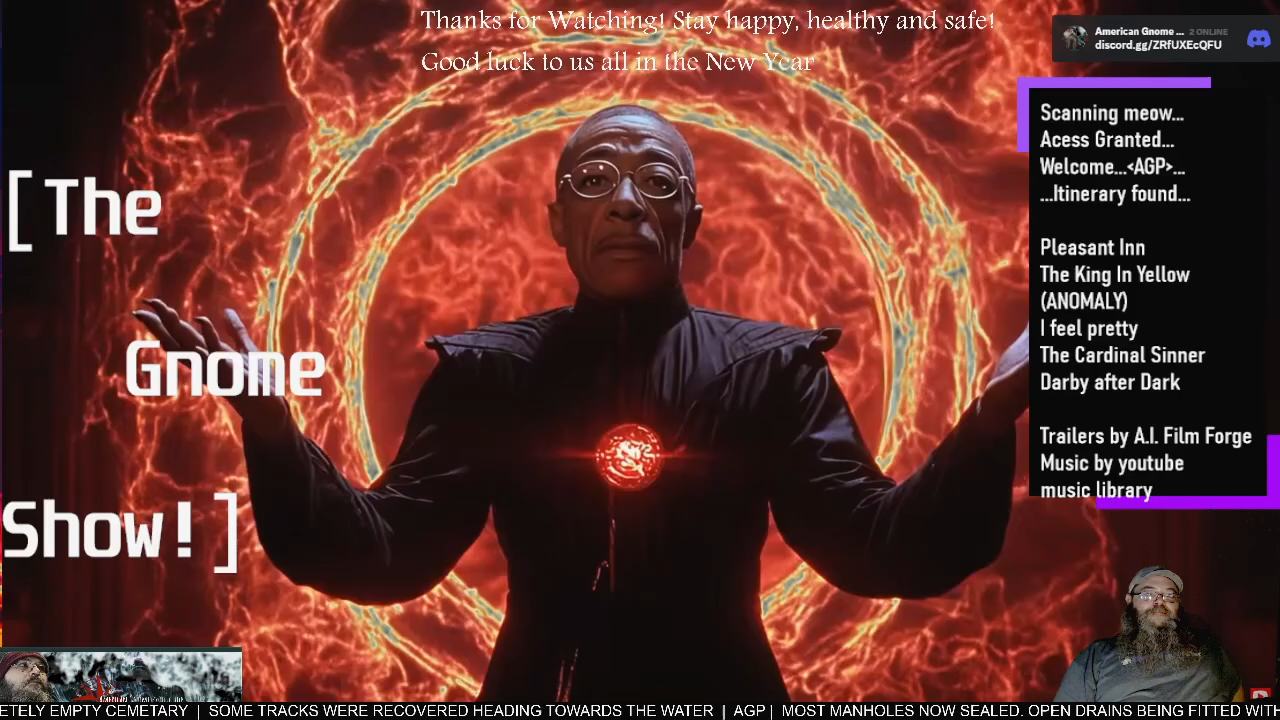 Thanks for Watching! Stay happy, healthy and safe!
Good luck to us all in the New Year
American Gnome ... 2 ONLINE
discord.gg/ZRfUXEcQFU
[ The
Gnome
Show! ]
Scanning meow...
Acess Granted...
Welcome...<AGP>...
...Itinerary found...
Pleasant Inn
The King In Yellow
(ANOMALY)
I feel pretty
The Cardinal Sinner
Darby after Dark
Trailers by A.I. Film Forge
Music by youtube
music library
ETELY EMPTY CEMETARY | SOME TRACKS WERE RECOVERED HEADING TOWARDS THE WATER | AGP | MOST MANHOLES NOW SEALED. OPEN DRAINS BEING FITTED WITH